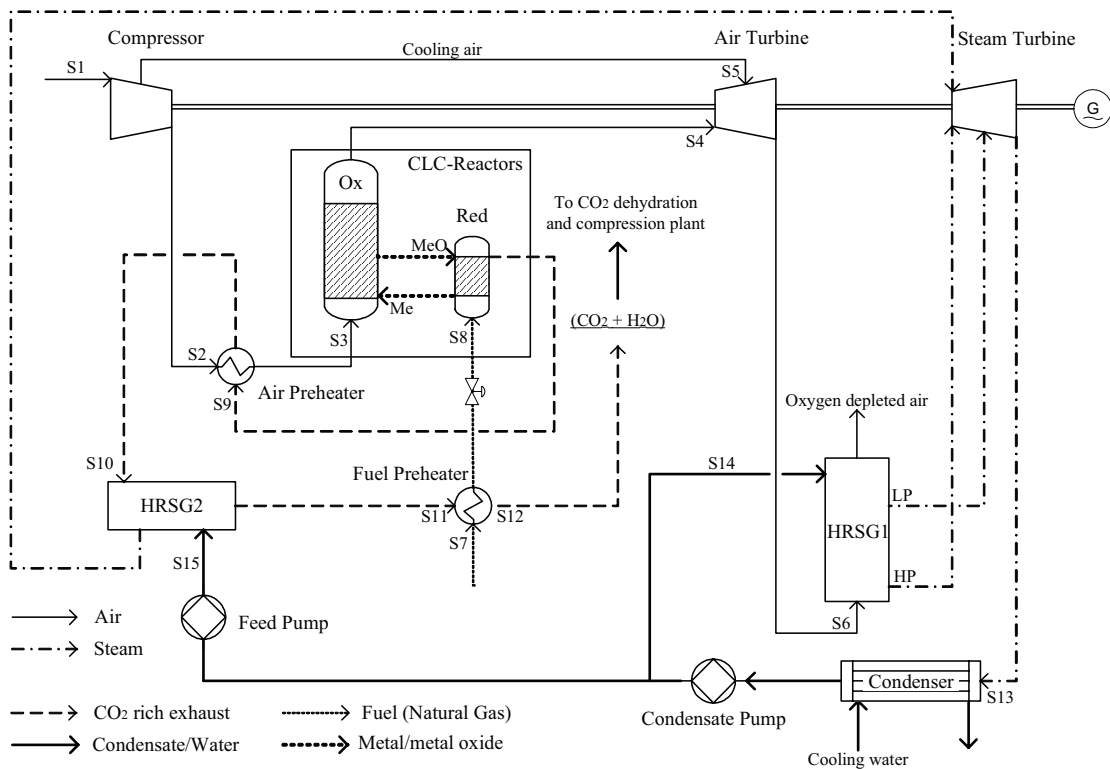 Compressor
Air Turbine
Steam Turbine
Cooling air
S1
S5
G
S4
CLC-Reactors
Ox
Red
To CO2 dehydration
and compression plant
MeO
Me
S3
S8
(CO2 + H2O)
S2
Air Preheater
S9
Oxygen depleted air
S10
Fuel Preheater
S14
HRSG2
S11
S12
LP
HRSG1
S7
S15
HP
Air
Feed Pump
S6
Steam
Condenser
S13
CO2 rich exhaust
Fuel (Natural Gas)
Condensate Pump
Condensate/Water
Metal/metal oxide
Cooling water